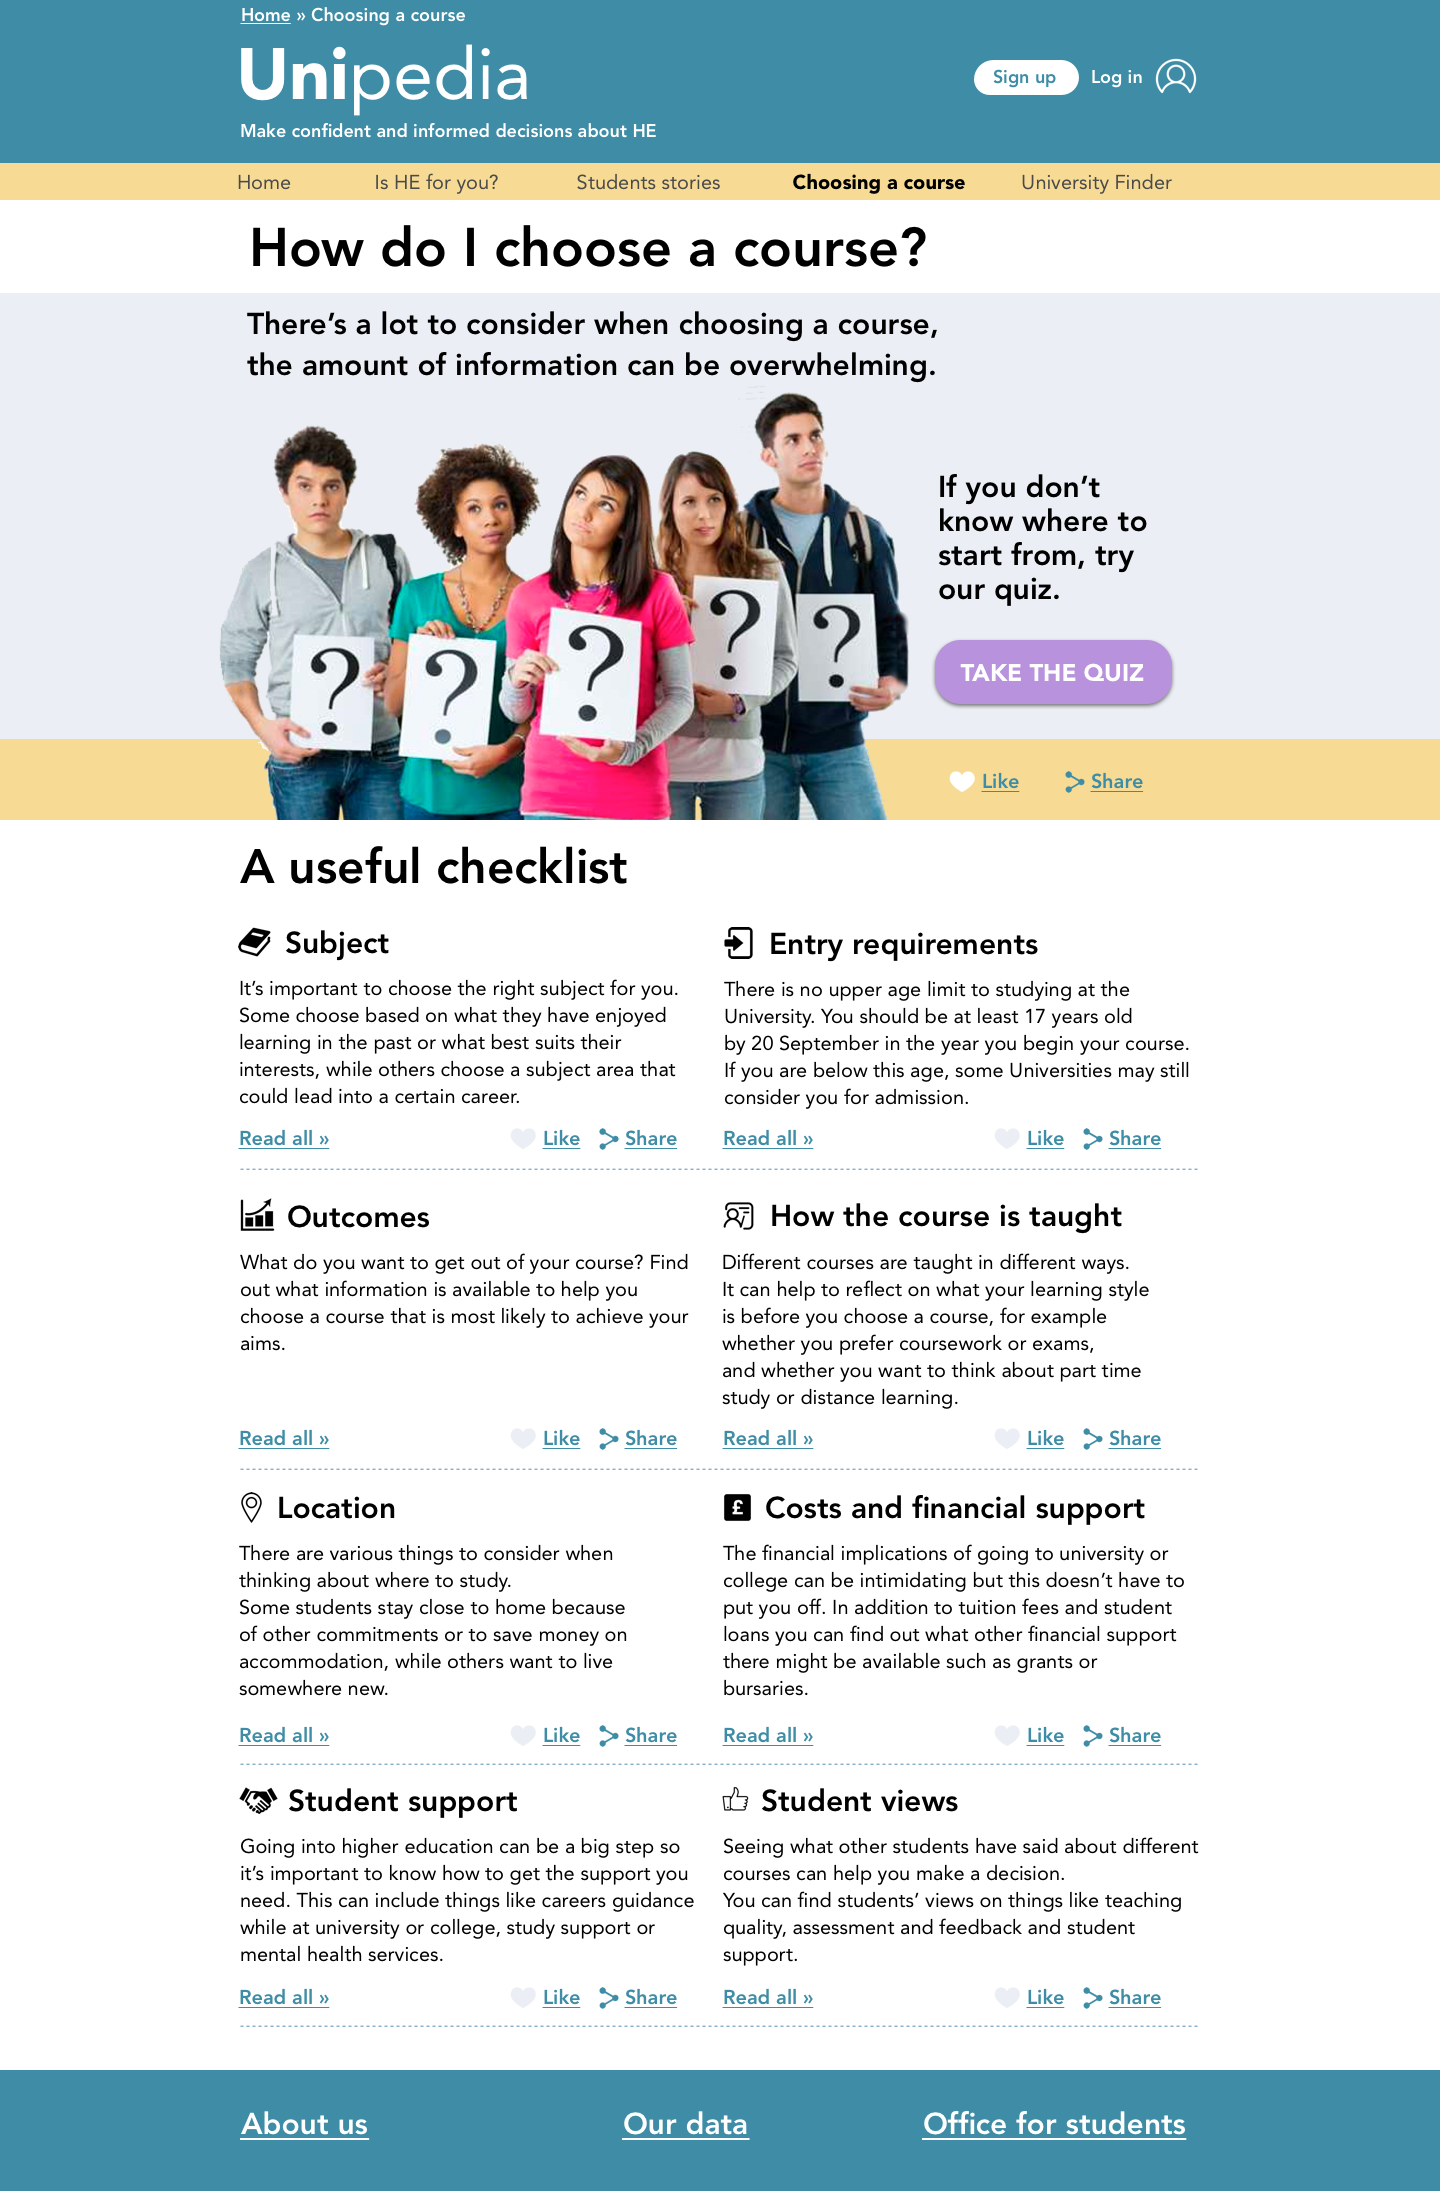 Home » Choosing a course
Unipedia
Sign up
Log in
Make confident and informed decisions about HE
Home
Is HE for you?
Students stories
Choosing a course
University Finder
How do I choose a course?
There’s a lot to consider when choosing a course,
the amount of information can be overwhelming.
If you don’t
know where to
start from, try
our quiz.
?
?
?
?
?
TAKE THE QUIZ
Like
Share
A useful checklist
Subject
It’s important to choose the right subject for you.
Some choose based on what they have enjoyed
learning in the past or what best suits their
interests, while others choose a subject area that
could lead into a certain career.
Read all »
Like
Share
Entry requirements
There is no upper age limit to studying at the
University. You should be at least 17 years old
by 20 September in the year you begin your course.
If you are below this age, some Universities may still
consider you for admission.
Read all »
Like
Share
Outcomes
What do you want to get out of your course? Find
out what information is available to help you
choose a course that is most likely to achieve your
aims.
Read all »
Like
Share
How the course is taught
Different courses are taught in different ways.
It can help to reflect on what your learning style
is before you choose a course, for example
whether you prefer coursework or exams,
and whether you want to think about part time
study or distance learning.
Read all »
Like
Share
Location
There are various things to consider when
thinking about where to study.
Some students stay close to home because
of other commitments or to save money on
accommodation, while others want to live
somewhere new.
Read all »
Like
Share
£
Costs and financial support
The financial implications of going to university or
college can be intimidating but this doesn’t have to
put you off. In addition to tuition fees and student
loans you can find out what other financial support
there might be available such as grants or
bursaries.
Read all »
Like
Share
Student support
Going into higher education can be a big step so
it’s important to know how to get the support you
need. This can include things like careers guidance
while at university or college, study support or
mental health services.
Read all »
Like
Share
Student views
Seeing what other students have said about different
courses can help you make a decision.
You can find students’ views on things like teaching
quality, assessment and feedback and student
support.
Read all »
Like
Share
About us
Our data
Office for students